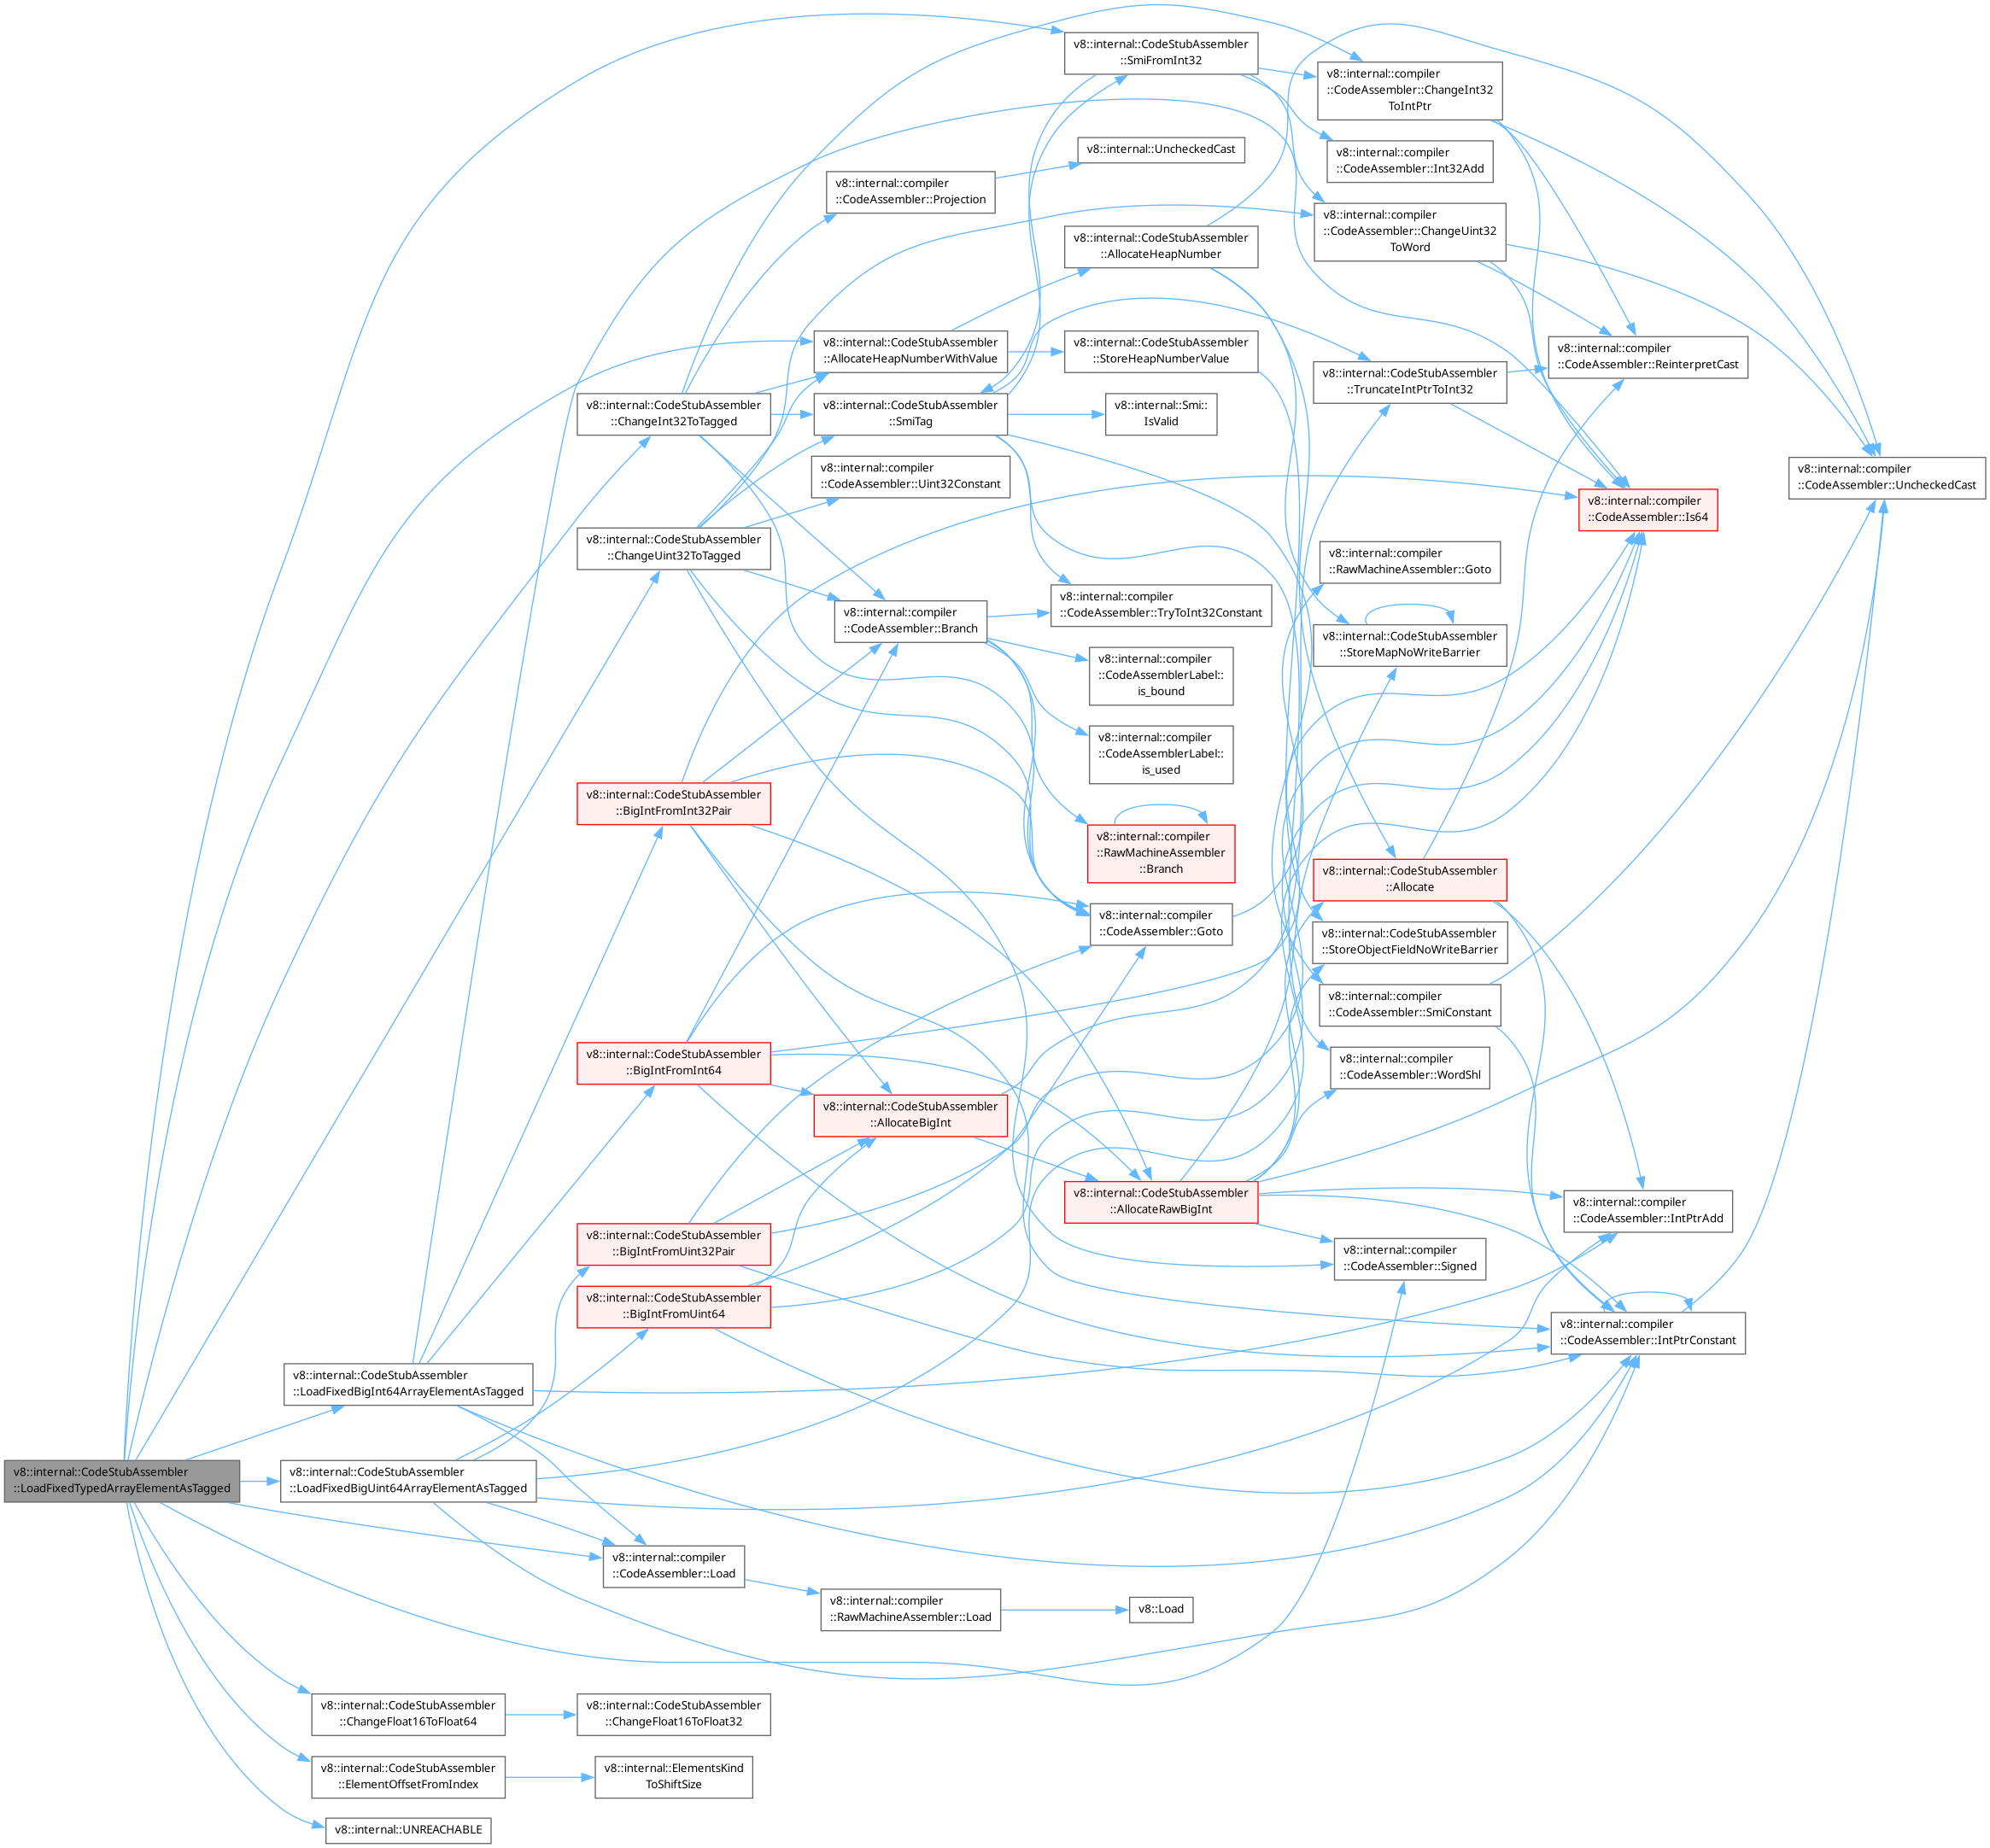 v8::internal::CodeStubAssembler
::LoadFixedTypedArrayElementAsTagged
v8::internal::CodeStubAssembler
::LoadFixedBigInt64ArrayElementAsTagged
v8::internal::CodeStubAssembler
::LoadFixedBigUint64ArrayElementAsTagged
v8::internal::CodeStubAssembler
::ChangeFloat16ToFloat64
v8::internal::CodeStubAssembler
::ElementOffsetFromIndex
v8::internal::UNREACHABLE
v8::internal::CodeStubAssembler
::ChangeInt32ToTagged
v8::internal::CodeStubAssembler
::ChangeUint32ToTagged
v8::internal::CodeStubAssembler
::BigIntFromInt32Pair
v8::internal::CodeStubAssembler
::BigIntFromInt64
v8::internal::CodeStubAssembler
::BigIntFromUint32Pair
v8::internal::CodeStubAssembler
::BigIntFromUint64
v8::internal::compiler
::CodeAssembler::Load
v8::internal::CodeStubAssembler
::ChangeFloat16ToFloat32
v8::internal::ElementsKind
ToShiftSize
v8::internal::compiler
::CodeAssembler::Projection
v8::internal::CodeStubAssembler
::AllocateHeapNumberWithValue
v8::internal::CodeStubAssembler
::SmiTag
v8::internal::compiler
::CodeAssembler::Uint32Constant
v8::internal::compiler
::CodeAssembler::Branch
v8::internal::CodeStubAssembler
::AllocateBigInt
v8::internal::compiler
::RawMachineAssembler::Load
v8::internal::CodeStubAssembler
::SmiFromInt32
v8::internal::UncheckedCast
v8::internal::CodeStubAssembler
::AllocateHeapNumber
v8::internal::CodeStubAssembler
::StoreHeapNumberValue
v8::internal::Smi::
IsValid
v8::internal::compiler
::CodeAssembler::TryToInt32Constant
v8::internal::compiler
::CodeAssemblerLabel::
is_bound
v8::internal::compiler
::CodeAssemblerLabel::
is_used
v8::internal::compiler
::RawMachineAssembler
::Branch
v8::internal::compiler
::CodeAssembler::Goto
v8::internal::CodeStubAssembler
::AllocateRawBigInt
v8::Load
v8::internal::compiler
::CodeAssembler::ChangeInt32
ToIntPtr
v8::internal::compiler
::CodeAssembler::Int32Add
v8::internal::compiler
::CodeAssembler::ChangeUint32
ToWord
v8::internal::CodeStubAssembler
::TruncateIntPtrToInt32
v8::internal::compiler
::RawMachineAssembler::Goto
v8::internal::CodeStubAssembler
::StoreMapNoWriteBarrier
v8::internal::CodeStubAssembler
::Allocate
v8::internal::CodeStubAssembler
::StoreObjectFieldNoWriteBarrier
v8::internal::compiler
::CodeAssembler::SmiConstant
v8::internal::compiler
::CodeAssembler::WordShl
v8::internal::compiler
::CodeAssembler::Signed
v8::internal::compiler
::CodeAssembler::ReinterpretCast
v8::internal::compiler
::CodeAssembler::Is64
v8::internal::compiler
::CodeAssembler::IntPtrAdd
v8::internal::compiler
::CodeAssembler::IntPtrConstant
v8::internal::compiler
::CodeAssembler::UncheckedCast